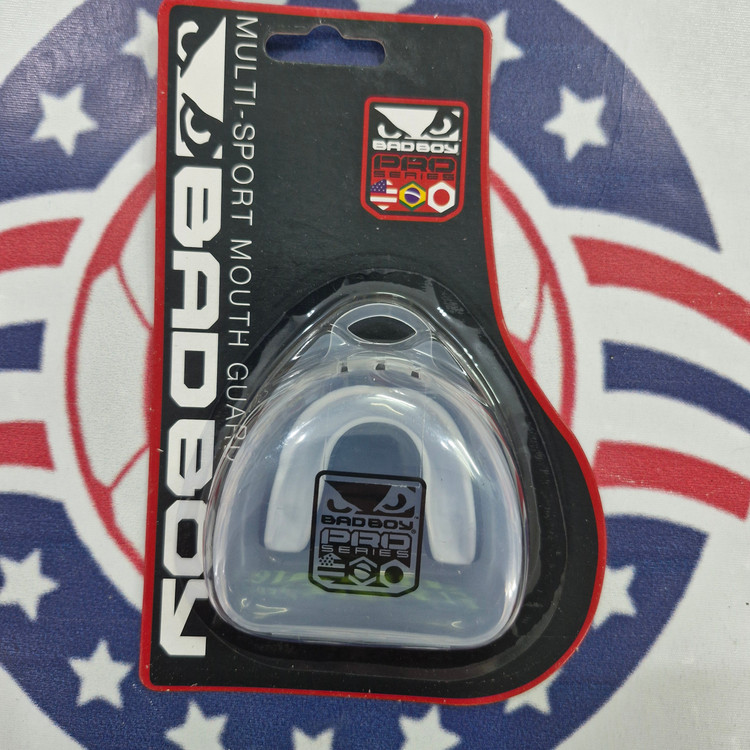 MULTI-SPORT MOUTH GUARD
BAD BOY
BAD BOY
PRO
SERIES
BAD BOY
PRO
SERIES